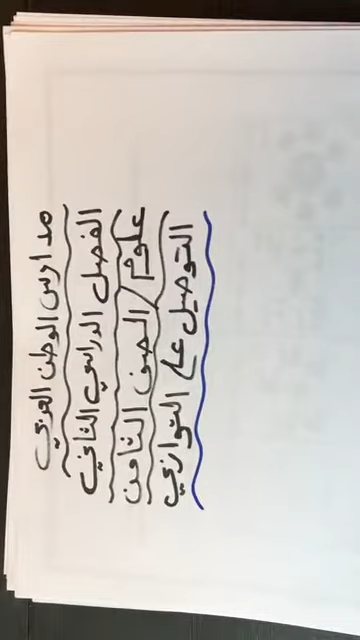 مدارس الوطن العربي
الفصل الدراسي الثاني
علوم / الصف الثامن
التوصيل على التوازي